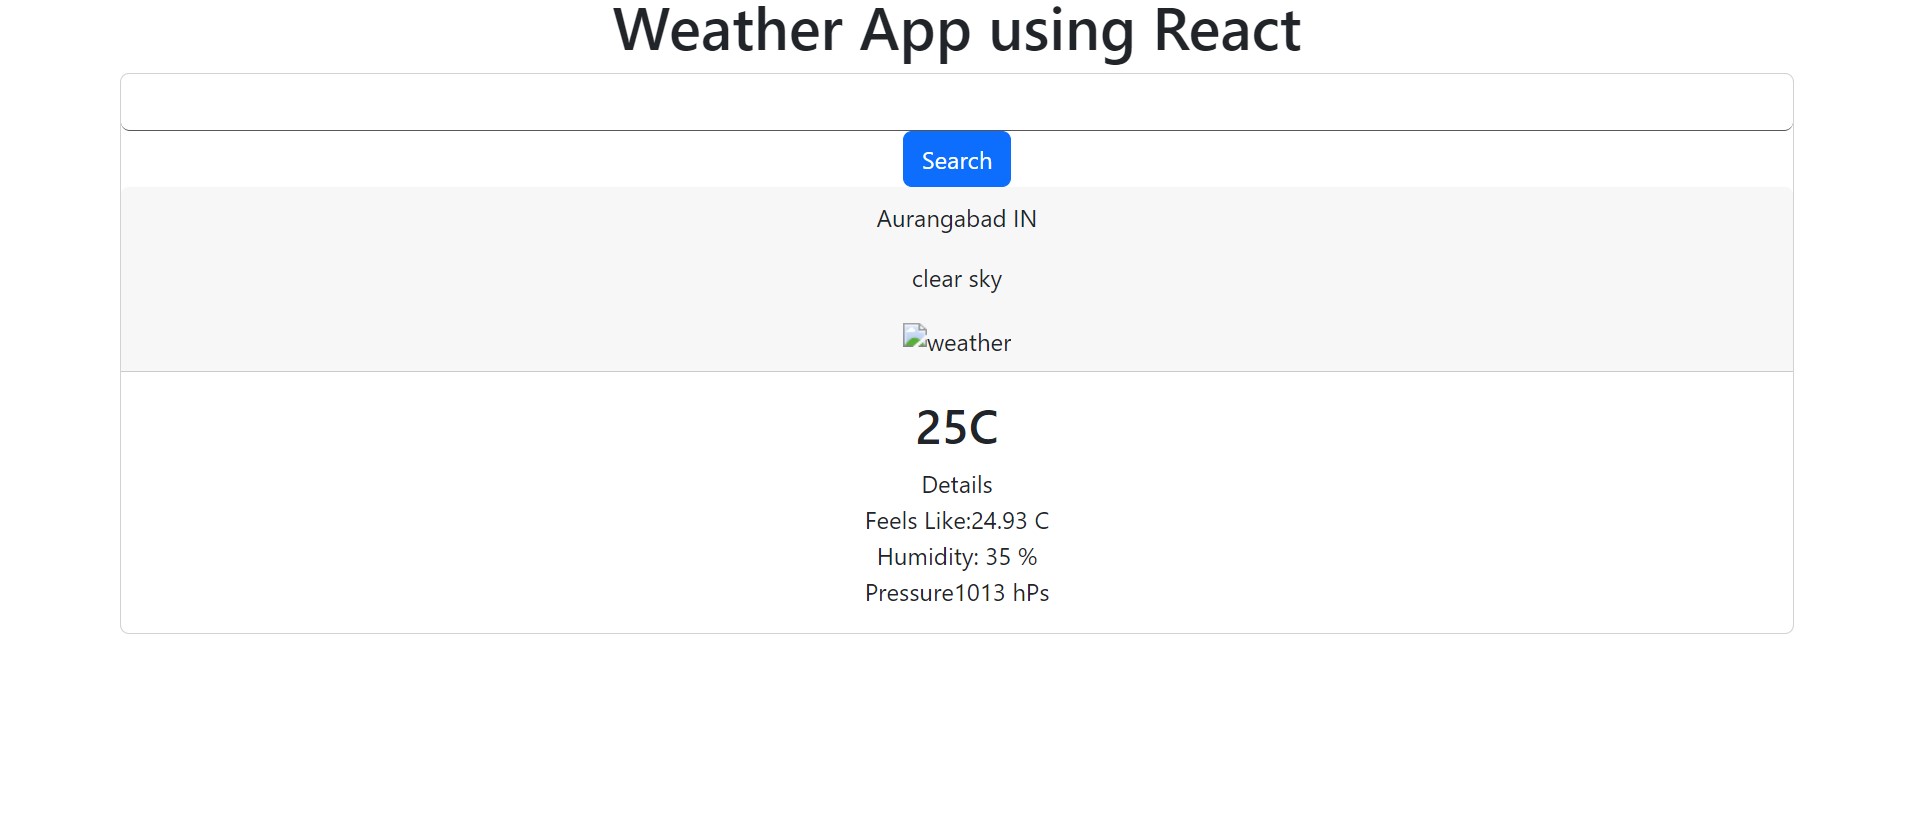 Weather App using React
Search
Aurangabad IN
clear sky
weather
25C
Details
Feels Like:24.93 C
Humidity: 35 %
Pressure1013 hPs